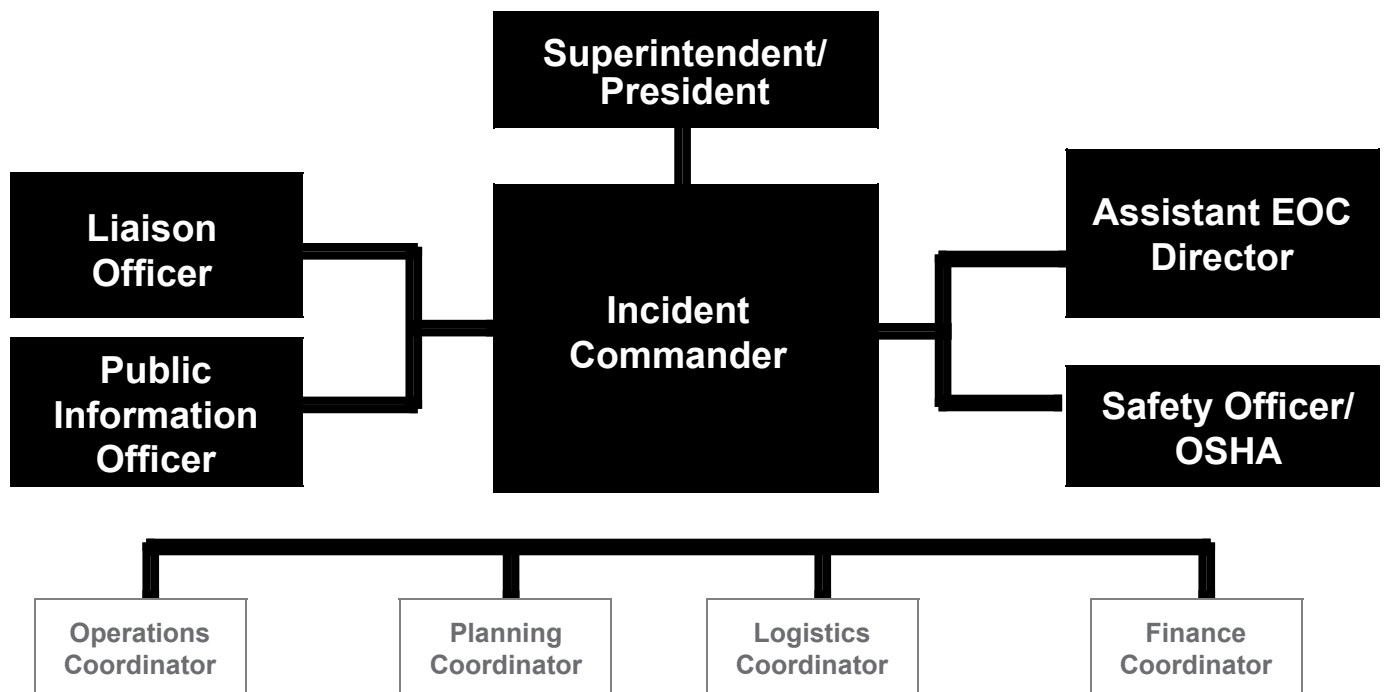 Superintendent/
President
Liaison
Officer
Public
Information
Officer
Incident
Commander
Assistant EOC
Director
Safety Officer/
OSHA
Operations
Coordinator
Planning
Coordinator
Logistics
Coordinator
Finance
Coordinator